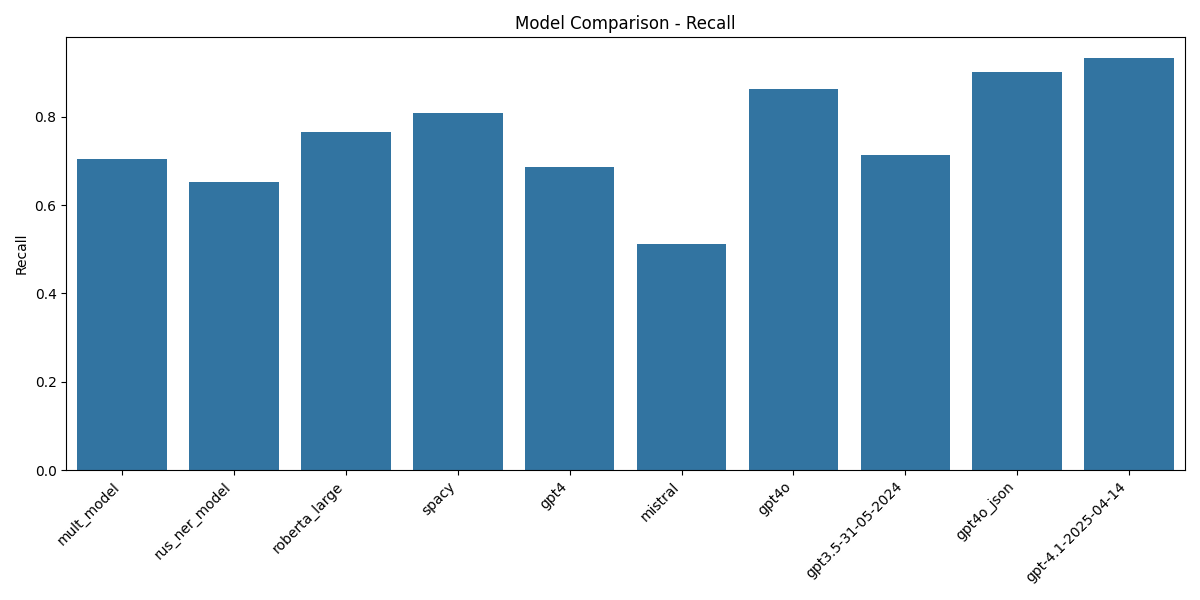 Model Comparison - Recall
Recall
0.8
0.6
0.4
0.2
0.0
mult_model
rus_ner_model
roberta_large
spacy
gpt4
mistral
gpt4o
gpt3.5-31-05-2024
gpt4o_json
gpt-4.1-2025-04-14